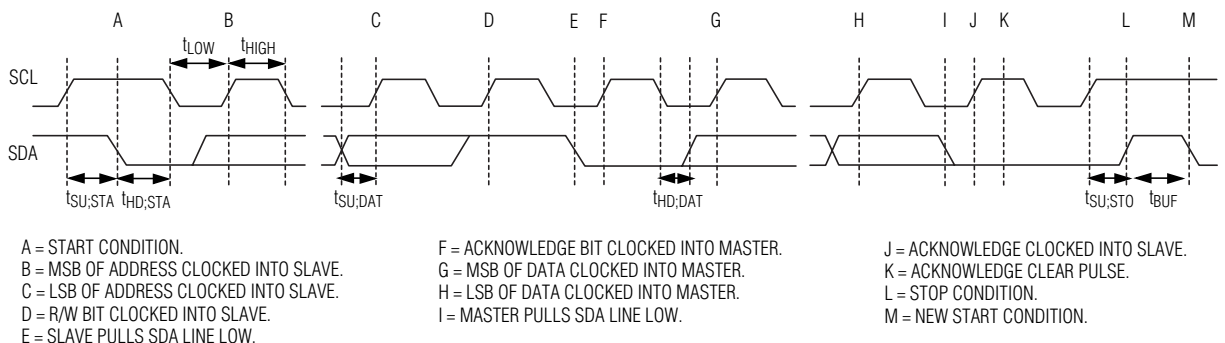 A B C D E F G H I J K L M
tLOW tHIGH
SCL
SDA
tSU;STA tHD;STA tSU;DAT tHD;DAT tSU;STO tBUF
A = START CONDITION.
B = MSB OF ADDRESS CLOCKED INTO SLAVE.
C = LSB OF ADDRESS CLOCKED INTO SLAVE.
D = R/W BIT CLOCKED INTO SLAVE.
E = SLAVE PULLS SDA LINE LOW.
F = ACKNOWLEDGE BIT CLOCKED INTO MASTER.
G = MSB OF DATA CLOCKED INTO MASTER.
H = LSB OF DATA CLOCKED INTO MASTER.
I = MASTER PULLS SDA LINE LOW.
J = ACKNOWLEDGE CLOCKED INTO SLAVE.
K = ACKNOWLEDGE CLEAR PULSE.
L = STOP CONDITION.
M = NEW START CONDITION.